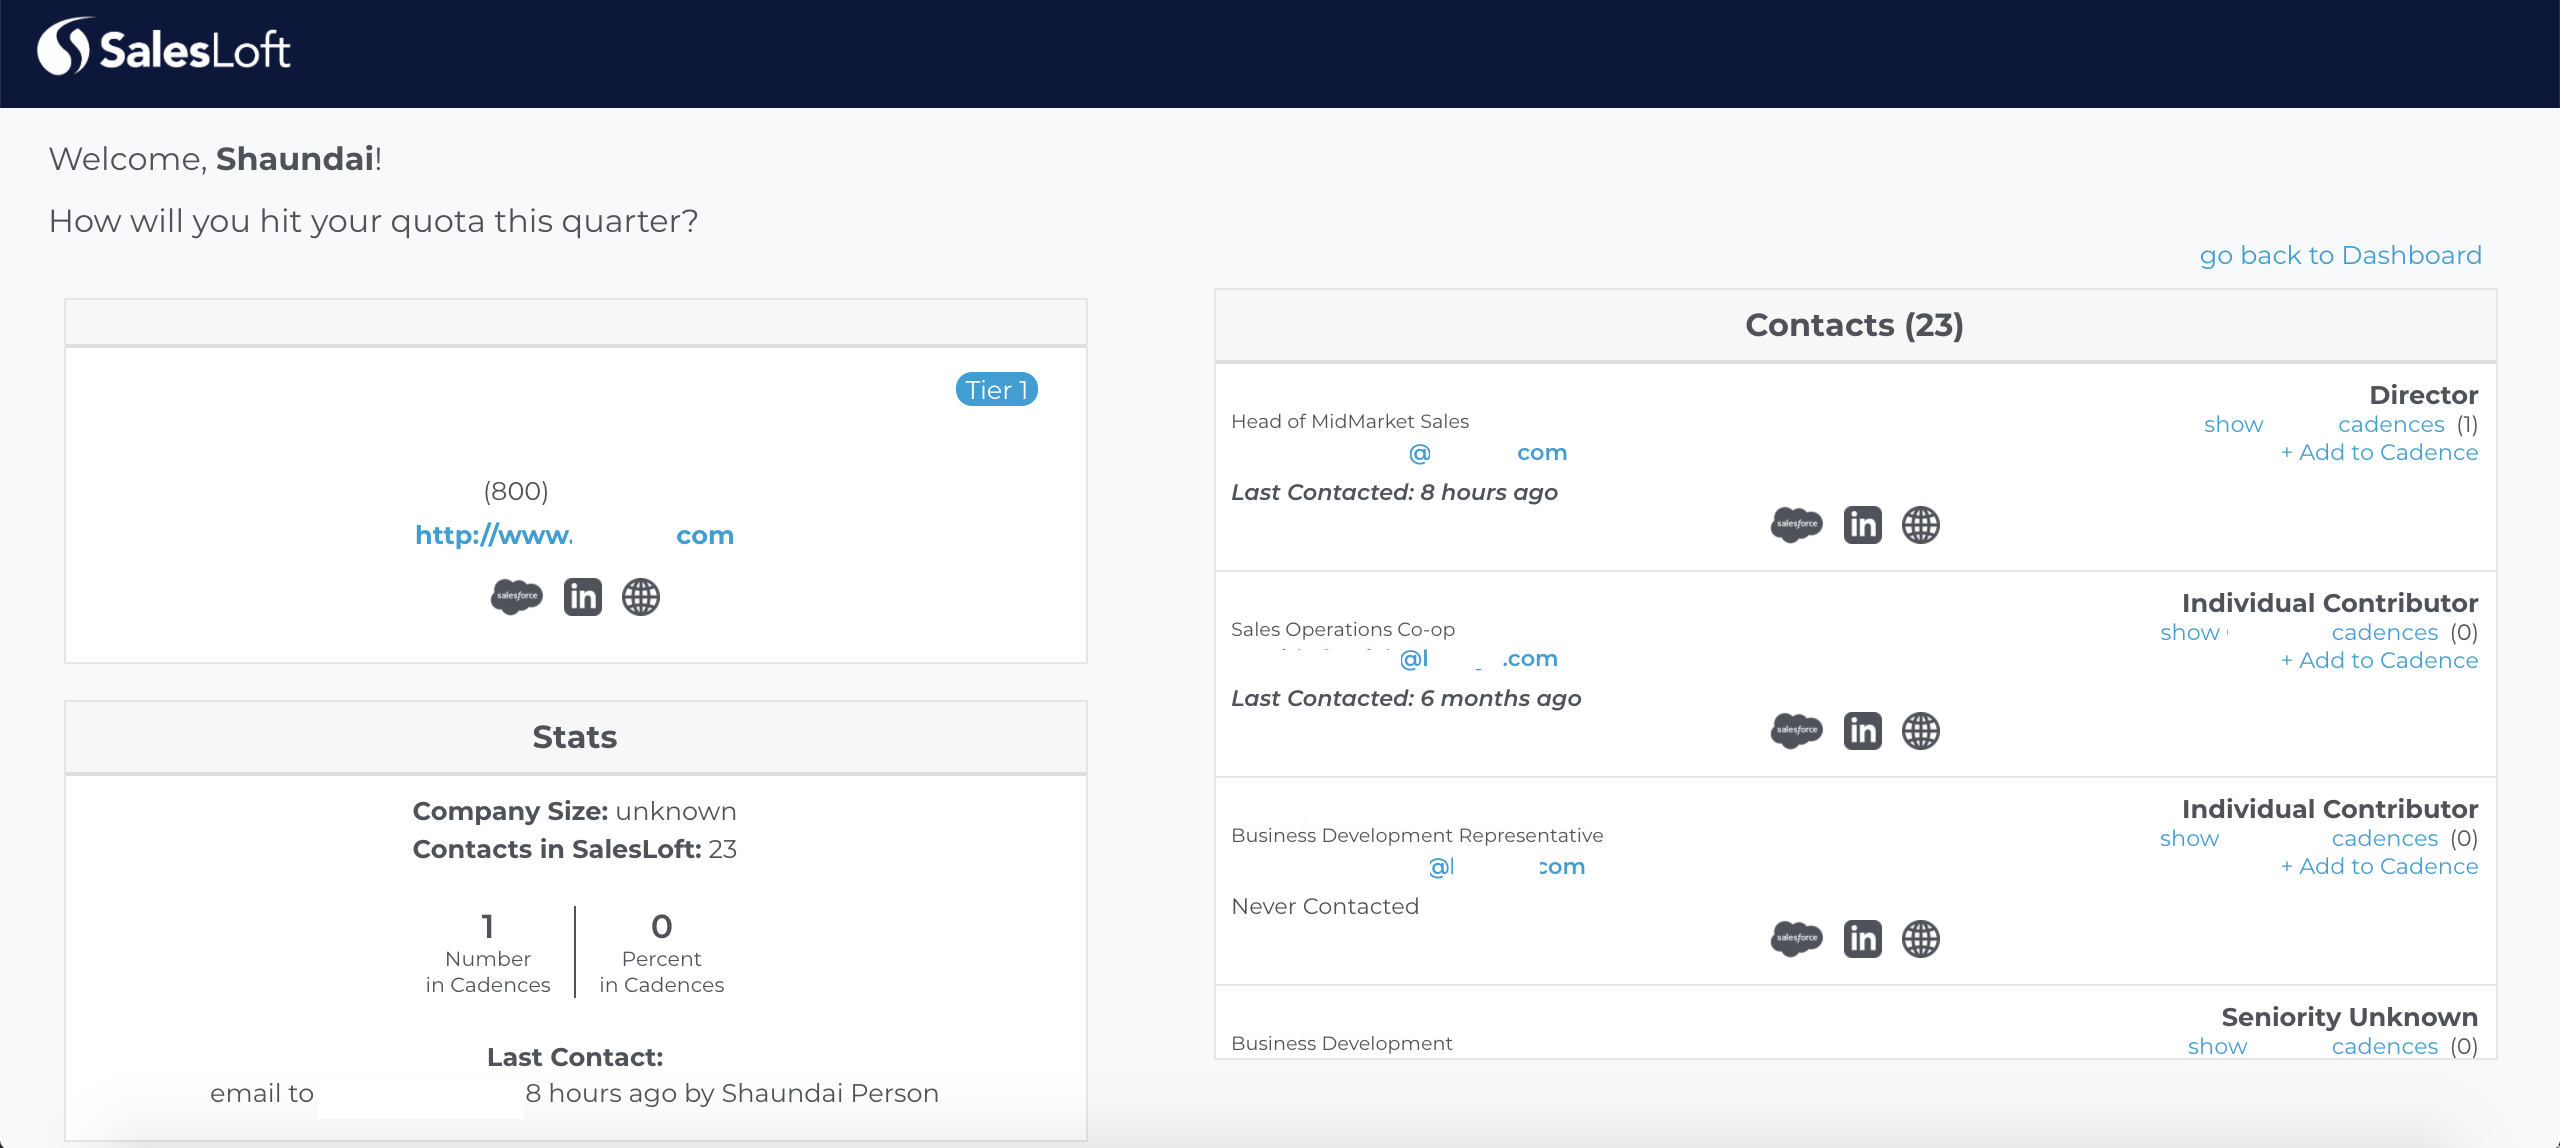 SalesLoft
Welcome, Shaundai!
How will you hit your quota this quarter?
go back to Dashboard
Tier 1
(800)
http://www. com
salesforce in
Stats
Company Size: unknown
Contacts in SalesLoft: 23
1
Number
in Cadences
0
Percent
in Cadences
Last Contact:
email to 8 hours ago by Shaundai Person
Contacts (23)
Director
Head of MidMarket Sales
show cadences (1)
@ com
+ Add to Cadence
Last Contacted: 8 hours ago
salesforce in
Individual Contributor
Sales Operations Co-op
show cadences (0)
@l .com
+ Add to Cadence
Last Contacted: 6 months ago
salesforce in
Individual Contributor
Business Development Representative
show cadences (0)
@l com
+ Add to Cadence
Never Contacted
salesforce in
Seniority Unknown
Business Development
show cadences (0)